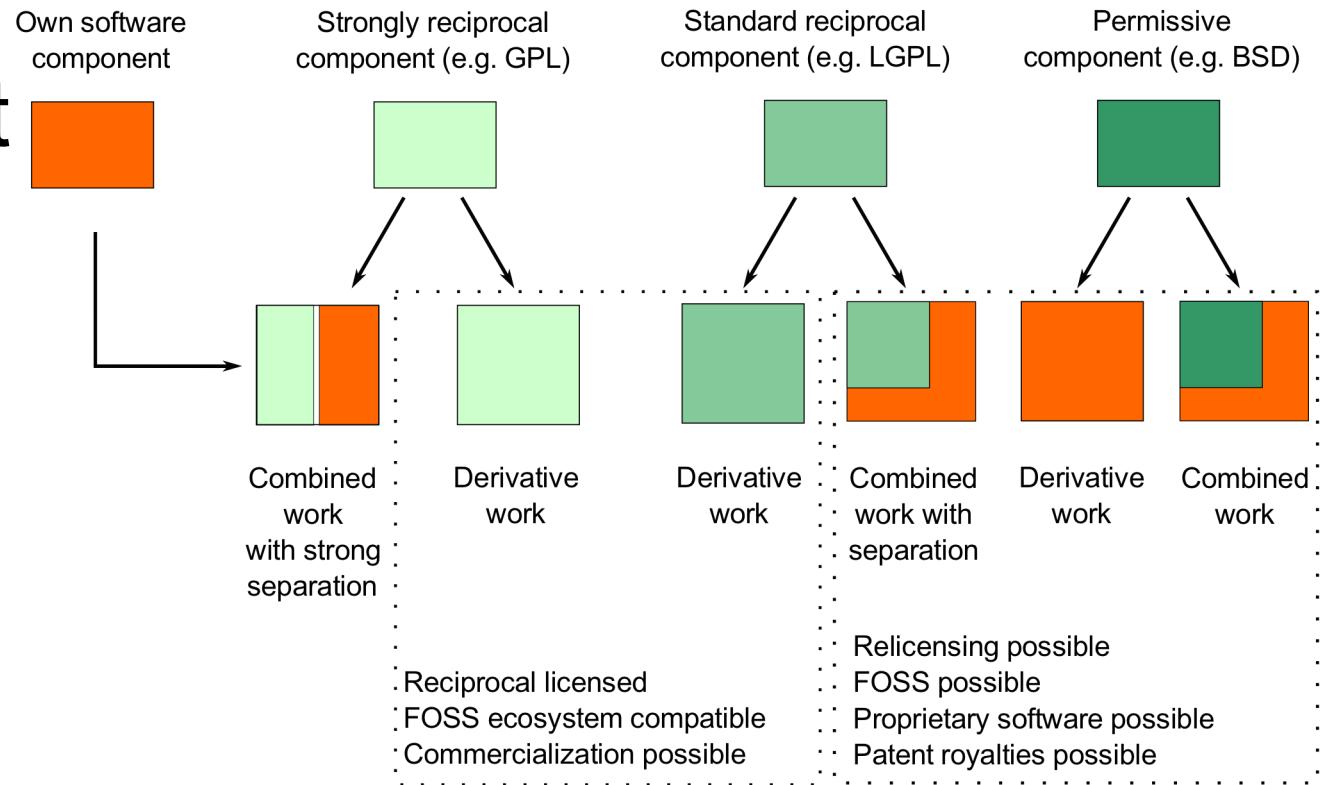 Own software
component
Strongly reciprocal
component (e.g. GPL)
Standard reciprocal
component (e.g. LGPL)
Permissive
component (e.g. BSD)
t
Combined
work
with strong
separation
Derivative
work
Derivative
work
Combined
work with
separation
Derivative
work
Combined
work
Reciprocal licensed
FOSS ecosystem compatible
Commercialization possible
Relicensing possible
FOSS possible
Proprietary software possible
Patent royalties possible